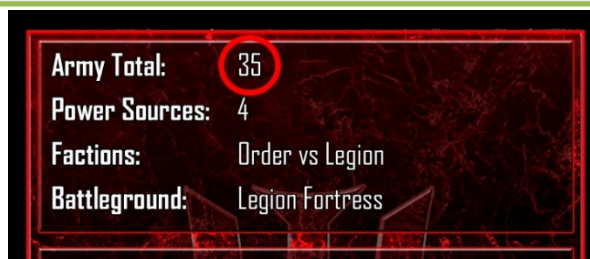 Army Total: 35
Power Sources: 4
Factions: Order vs Legion
Battleground: Legion Fortress